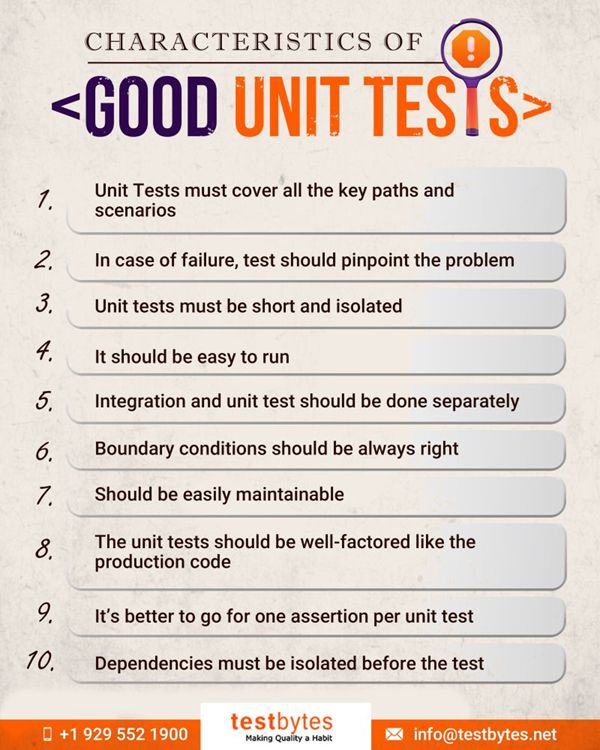 CHARACTERISTICS OF
<GOOD UNIT TESTS>
1. Unit Tests must cover all the key paths and
scenarios
2. In case of failure, test should pinpoint the problem
3. Unit tests must be short and isolated
4. It should be easy to run
5. Integration and unit test should be done separately
6. Boundary conditions should be always right
7. Should be easily maintainable
8. The unit tests should be well-factored like the
production code
9. It's better to go for one assertion per unit test
10. Dependencies must be isolated before the test
+1 929 552 1900
testbytes
Making Quality a Habit
info@testbytes.net